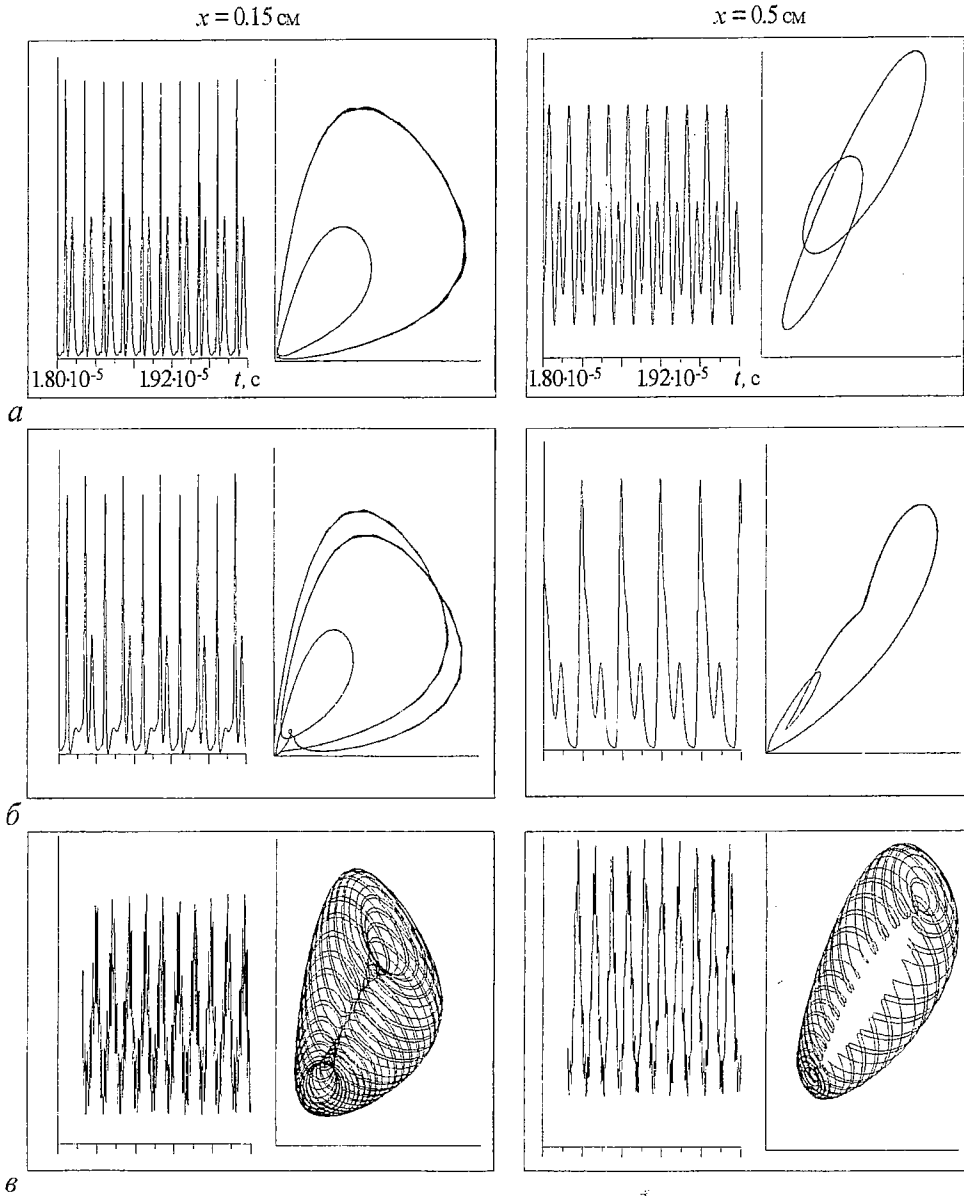 x = 0.15 см
x = 0.5 см
1.80·10⁻⁵ 1.92·10⁻⁵ t, с
1.80·10⁻⁵ 1.92·10⁻⁵ t, с
а
б
в